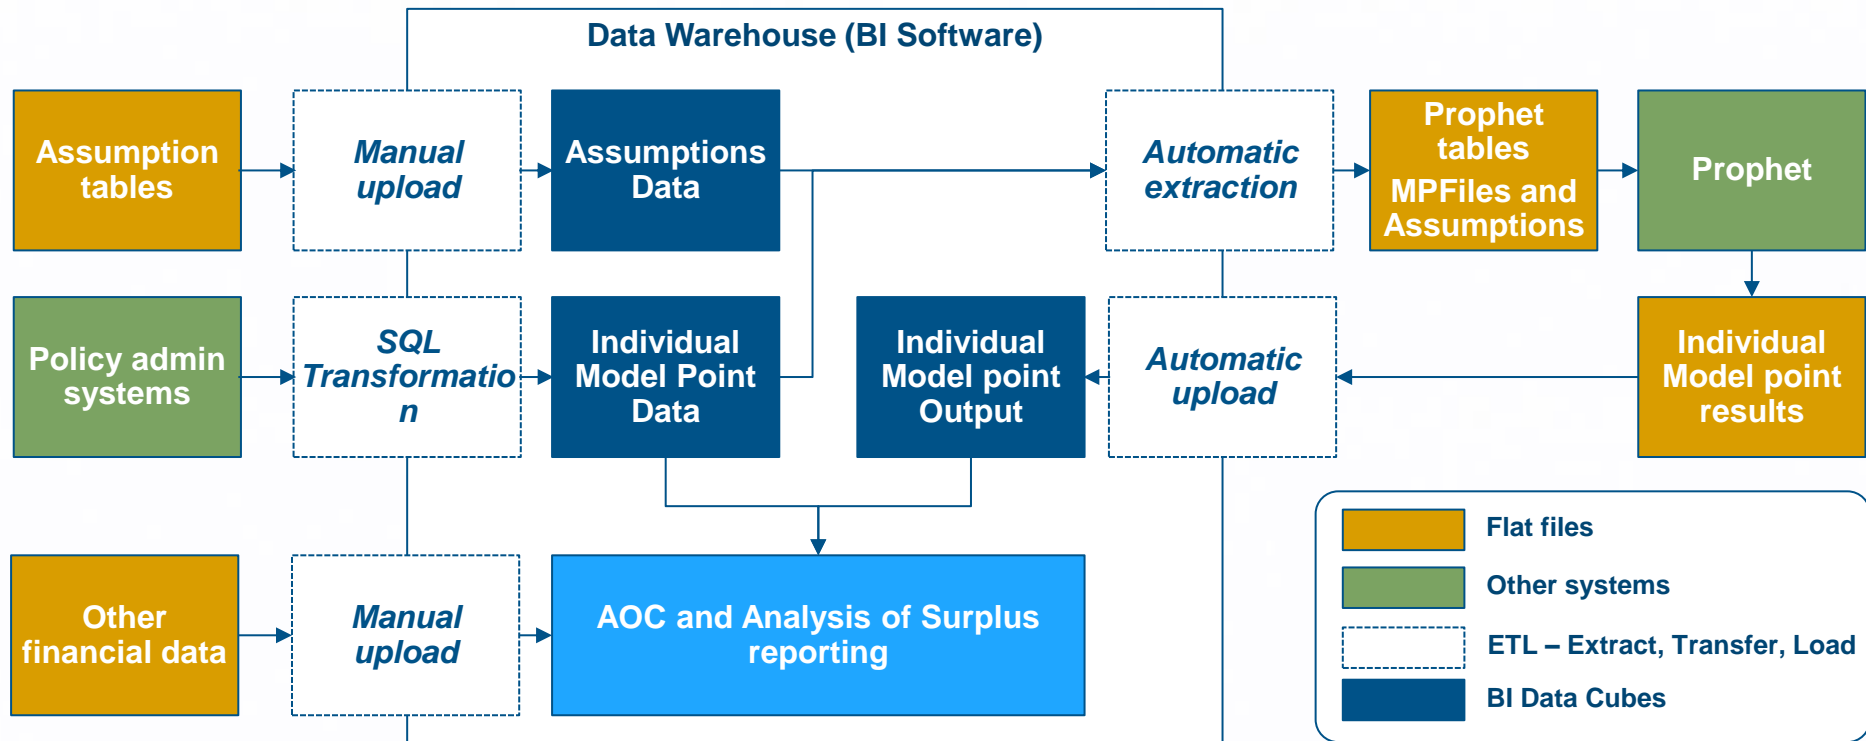 Data Warehouse (BI Software)
Assumption
tables
Manual
upload
Assumptions
Data
Automatic
extraction
Prophet
tables
MPFiles and
Assumptions
Prophet
Policy admin
systems
SQL
Transformatio
n
Individual
Model Point
Data
Individual
Model point
Output
Automatic
upload
Individual
Model point
results
Other
financial data
Manual
upload
AOC and Analysis of Surplus
reporting
Flat files
Other systems
ETL – Extract, Transfer, Load
BI Data Cubes